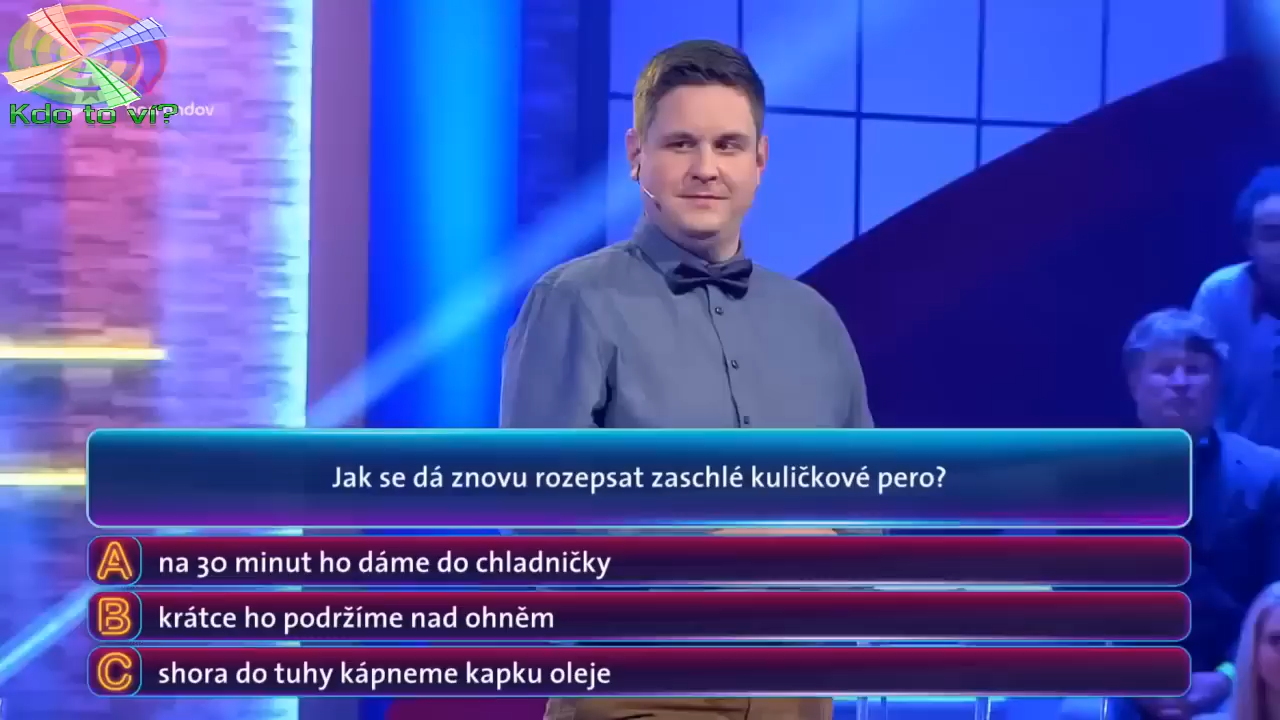 Kdo to ví?
Jak se dá znovu rozepsat zaschlé kuličkové pero?
A na 30 minut ho dáme do chladničky
B krátce ho podržíme nad ohněm
C shora do tuhy kápneme kapku oleje